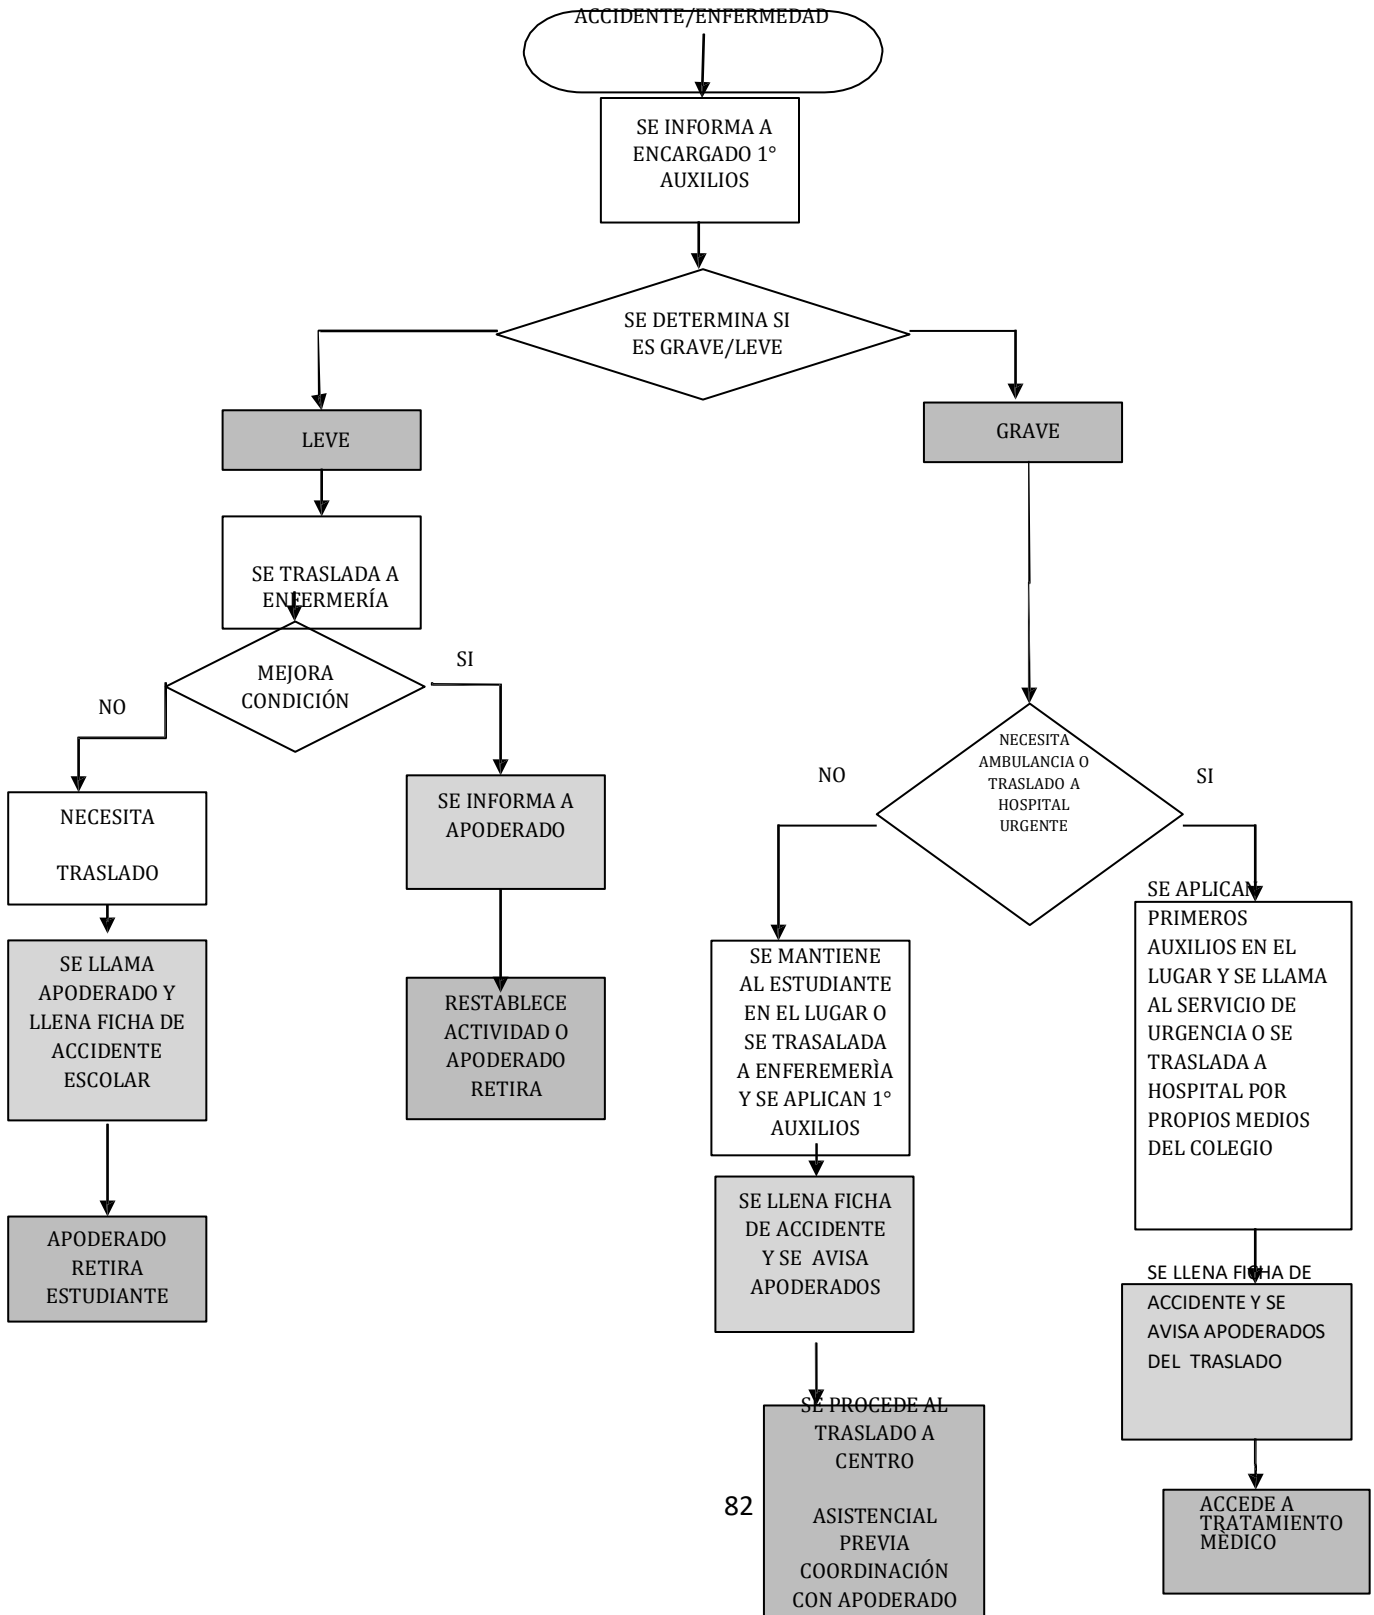 ACCIDENTE/ENFERMEDAD
SE INFORMA A
ENCARGADO 1°
AUXILIOS
SE DETERMINA SI
ES GRAVE/LEVE
LEVE
GRAVE
SE TRASLADA A
ENFERMERÍA
MEJORA
CONDICIÓN
SI
NO
NECESITA
TRASLADO
SE LLAMA
APODERADO Y
LLENA FICHA DE
ACCIDENTE
ESCOLAR
APODERADO
RETIRA
ESTUDIANTE
SE INFORMA A
APODERADO
RESTABLECE
ACTIVIDAD O
APODERADO
RETIRA
NECESITA
AMBULANCIA O
TRASLADO A
HOSPITAL
URGENTE
NO
SI
SE MANTIENE
AL ESTUDIANTE
EN EL LUGAR O
SE TRASALADA
A ENFEREMERÌA
Y SE APLICAN 1°
AUXILIOS
SE LLENA FICHA
DE ACCIDENTE
Y SE AVISA
APODERADOS
SE PROCEDE AL
TRASLADO A
CENTRO
ASISTENCIAL
PREVIA
COORDINACIÓN
CON APODERADO
SE APLICAN
PRIMEROS
AUXILIOS EN EL
LUGAR Y SE LLAMA
AL SERVICIO DE
URGENCIA O SE
TRASLADA A
HOSPITAL POR
PROPIOS MEDIOS
DEL COLEGIO
SE LLENA FICHA DE
ACCIDENTE Y SE
AVISA APODERADOS
DEL TRASLADO
ACCEDE A
TRATAMIENTO
MÈDICO
82